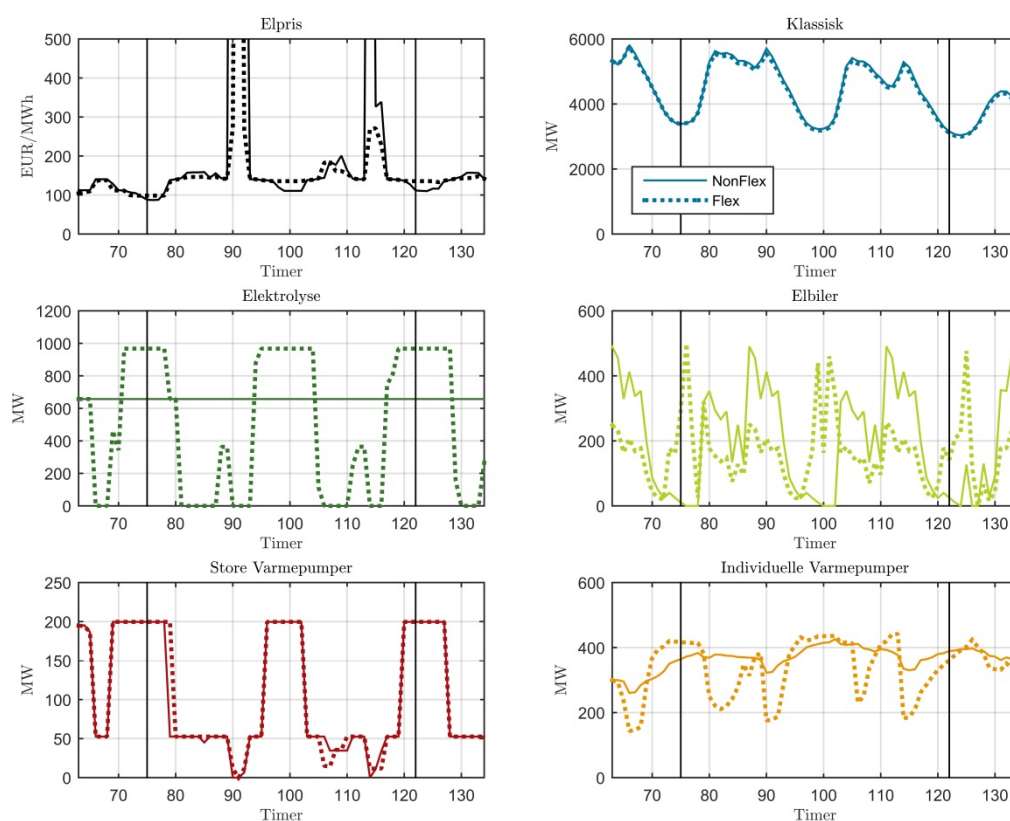 Elpris
500
400
300
200
100
0
EUR/MWh
70 80 90 100 110 120 130
Timer
Klassisk
6000
4000
2000
0
MW
NonFlex
Flex
70 80 90 100 110 120 130
Timer
Elektrolyse
1200
1000
800
600
400
200
0
MW
70 80 90 100 110 120 130
Timer
Elbiler
600
400
200
0
MW
70 80 90 100 110 120 130
Timer
Store Varmepumper
250
200
150
100
50
0
MW
70 80 90 100 110 120 130
Timer
Individuelle Varmepumper
600
400
200
0
MW
70 80 90 100 110 120 130
Timer